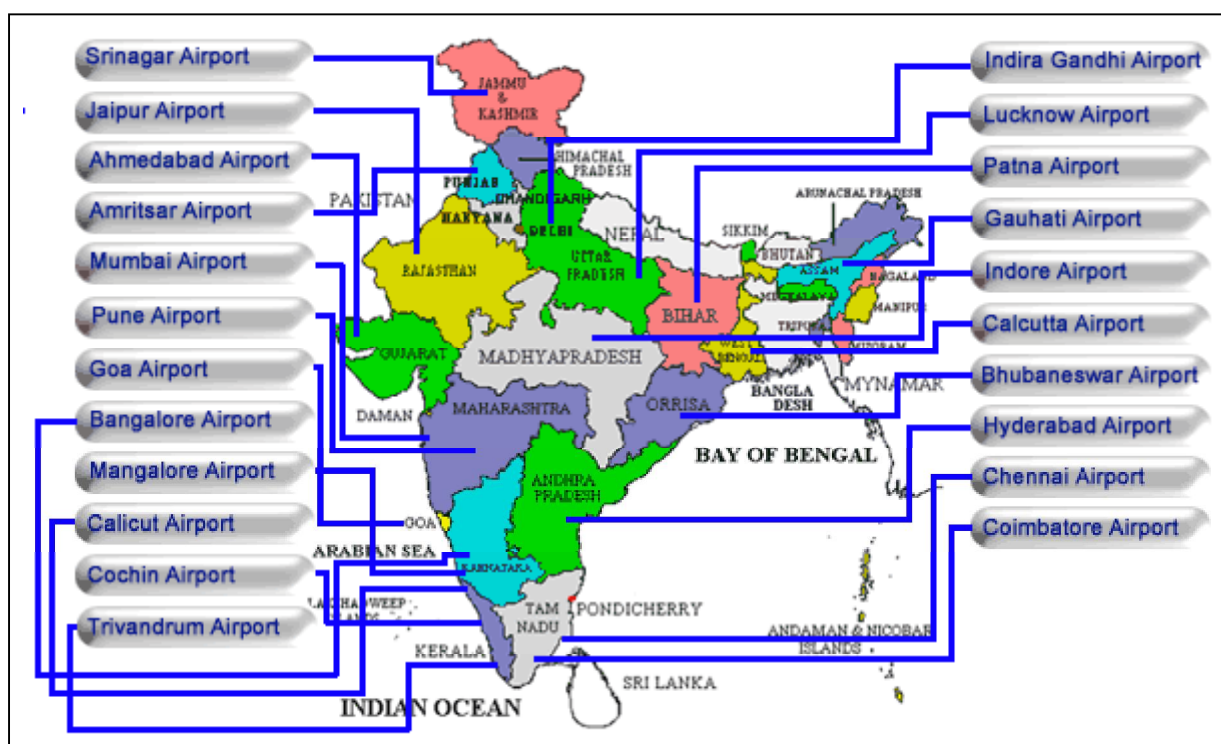 Srinagar Airport
Jaipur Airport
Ahmedabad Airport
Amritsar Airport
Mumbai Airport
Pune Airport
Goa Airport
Bangalore Airport
Mangalore Airport
Calicut Airport
Cochin Airport
Trivandrum Airport
JAMMU
&
KASHMIR
HIMACHAL
PRADESH
PUNJAB
PAKISTAN
CHANDIGARH
HARYANA
DELHI
NEPAL
RAJASTHAN
UTTAR
PRADESH
SIKKIM
BHUTAN
ARUNACHAL PRADESH
ASSAM
NAGALAND
MEGHALAYA
MANIPUR
TRIPURA
MIZORAM
BIHAR
WEST
BENGAL
GUJARAT
MADHYAPRADESH
MYNAMAR
BANGLA
DESH
DAMAN
MAHARASHTRA
ORRISA
BAY OF BENGAL
ANDHRA
PRADESH
GOA
ARABIAN SEA
KARNATAKA
TAM
NADU
PONDICHERRY
KERALA
ANDAMAN & NICOBAR
ISLANDS
SRI LANKA
INDIAN OCEAN
Indira Gandhi Airport
Lucknow Airport
Patna Airport
Gauhati Airport
Indore Airport
Calcutta Airport
Bhubaneswar Airport
Hyderabad Airport
Chennai Airport
Coimbatore Airport